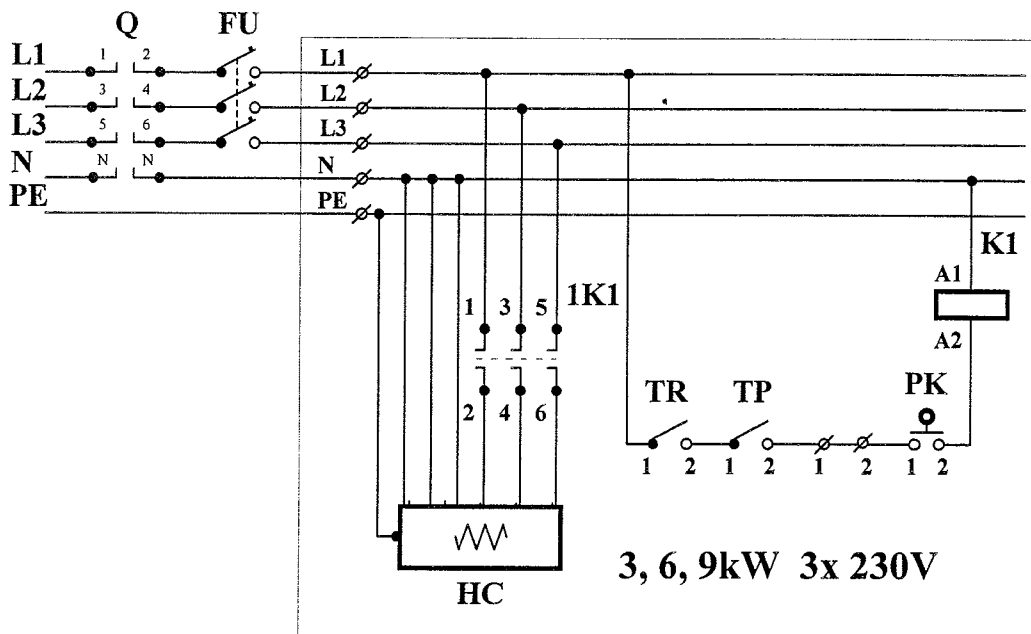 Q FU
L1 1 2 L1
L2 3 4 L2
L3 5 6 L3
N N N N
PE PE
K1
A1
1 3 5 1K1
A2
2 4 6 TR TP PK
1 2 1 2 1 2 1 2
HC 3, 6, 9kW 3x 230V